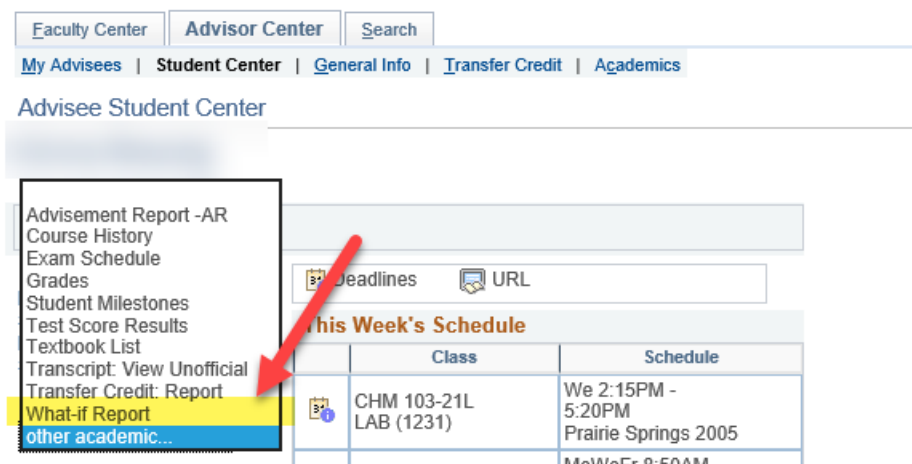 Faculty Center Advisor Center Search
My Advisees | Student Center | General Info | Transfer Credit | Academics
Advisee Student Center
Advisement Report -AR
Course History
Exam Schedule
Grades
Student Milestones
Test Score Results
Textbook List
Transcript: View Unofficial
Transfer Credit: Report
What-if Report
other academic...
Deadlines URL
This Week's Schedule
Class Schedule
CHM 103-21L
LAB (1231)
We 2:15PM -
5:20PM
Prairie Springs 2005
MoWeFr 8:50AM